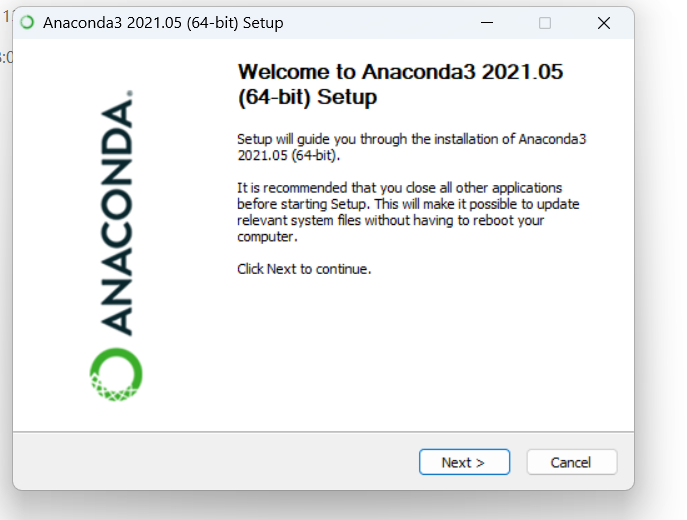 Anaconda3 2021.05 (64-bit) Setup
ANACONDA.
Welcome to Anaconda3 2021.05
(64-bit) Setup
Setup will guide you through the installation of Anaconda3
2021.05 (64-bit).
It is recommended that you close all other applications
before starting Setup. This will make it possible to update
relevant system files without having to reboot your
computer.
Click Next to continue.
Next >
Cancel